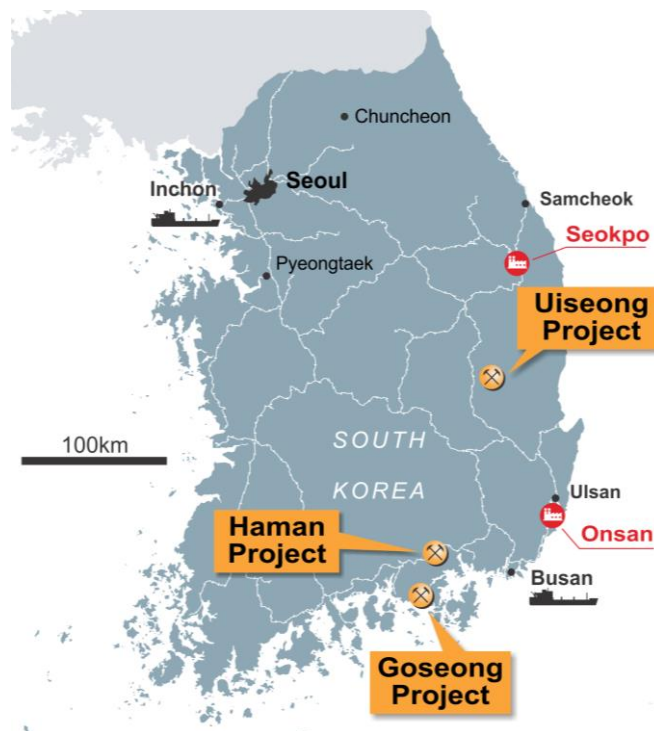 Chuncheon
Seoul
Inchon
Samcheok
Seokpo
Pyeongtaek
Uiseong
Project
100km
SOUTH
KOREA
Ulsan
Haman
Project
Onsan
Busan
Goseong
Project